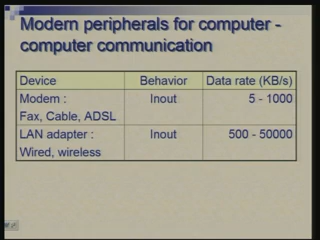 Modern peripherals for computer -
computer communication
Device Behavior Data rate (KB/s)
Modem : Inout 5 - 1000
Fax, Cable, ADSL
LAN adapter : Inout 500 - 50000
Wired, wireless